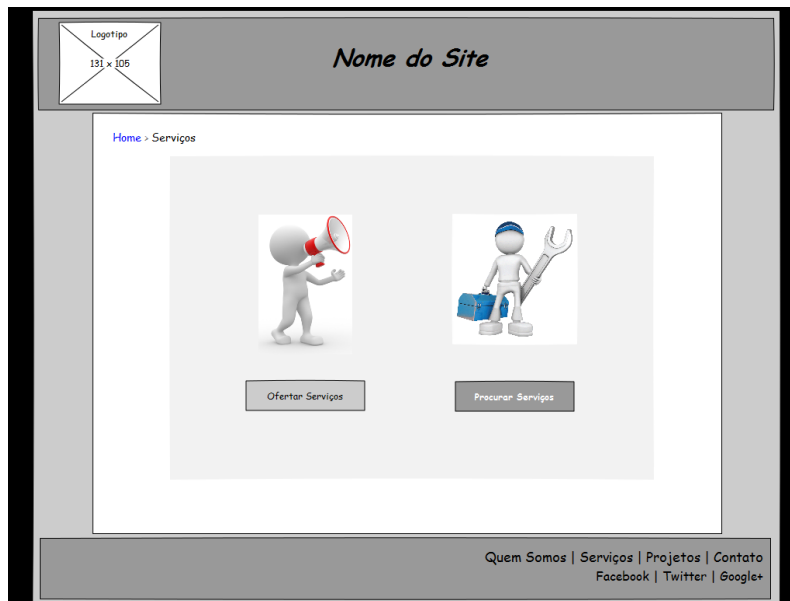 Logotipo
131 x 105
Nome do Site
Home > Serviços
Ofertar Serviços
Procurar Serviços
Quem Somos | Serviços | Projetos | Contato
Facebook | Twitter | Google+